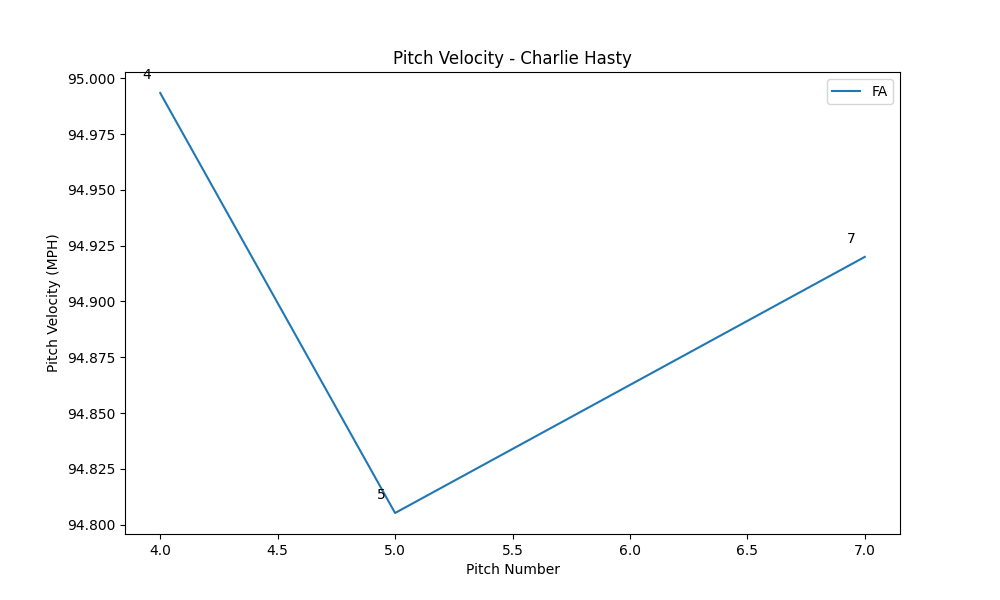 Pitch Velocity - Charlie Hasty
FA
Pitch Velocity (MPH)
95.000
94.975
94.950
94.925
94.900
94.875
94.850
94.825
94.800
4
5
7
4.0 4.5 5.0 5.5 6.0 6.5 7.0
Pitch Number